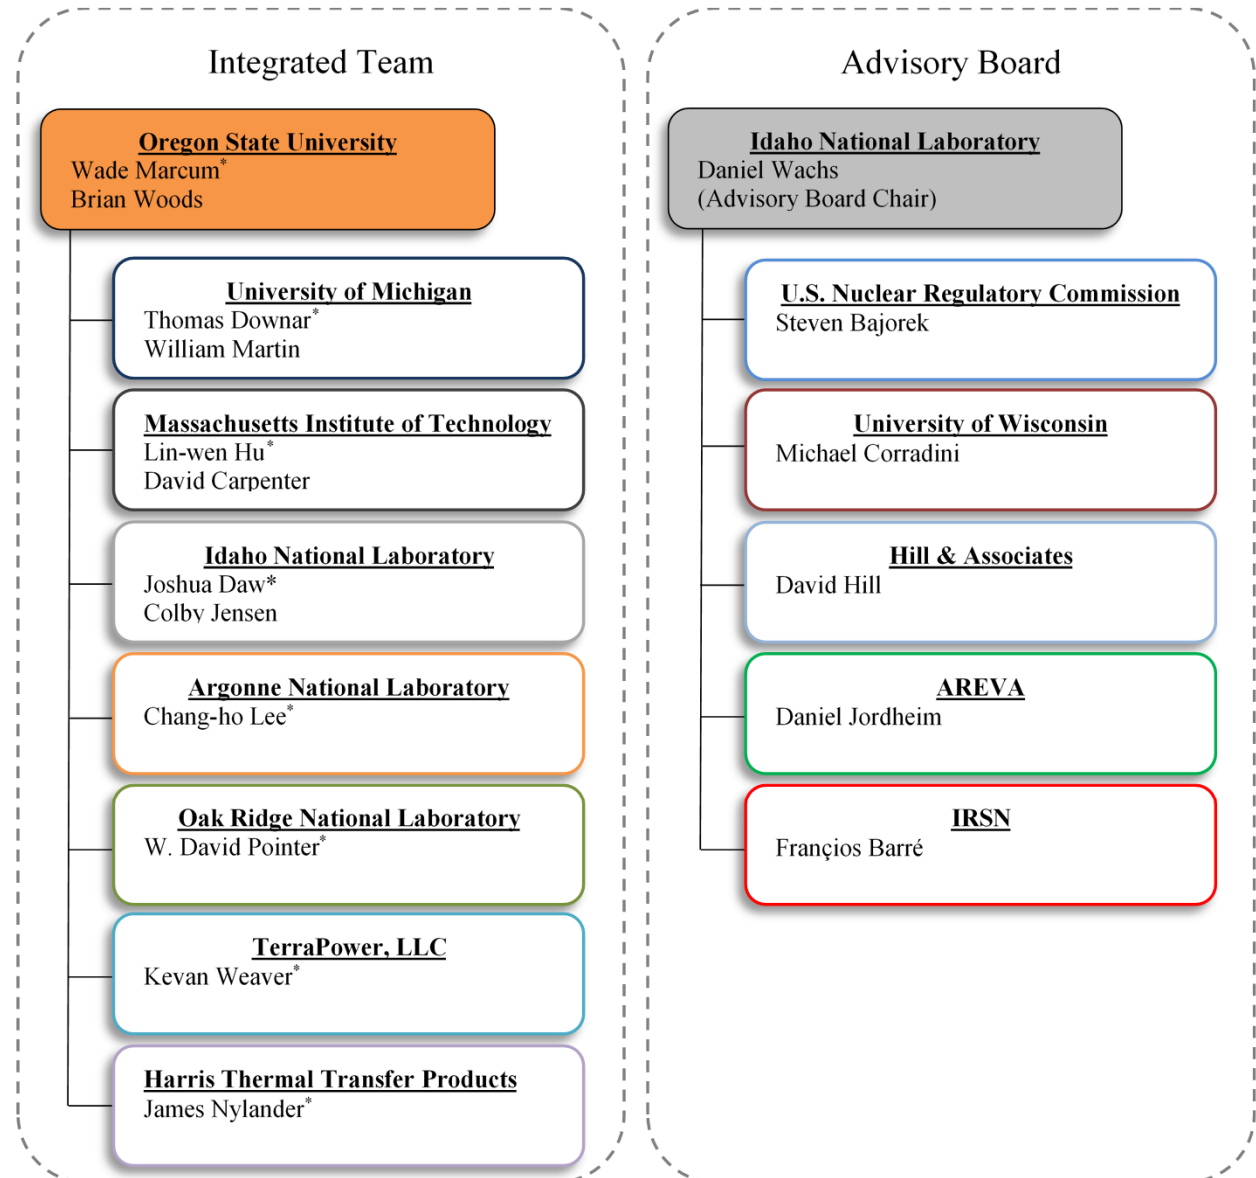 Integrated Team
Oregon State University
Wade Marcum*
Brian Woods
University of Michigan
Thomas Downar*
William Martin
Massachusetts Institute of Technology
Lin-wen Hu*
David Carpenter
Idaho National Laboratory
Joshua Daw*
Colby Jensen
Argonne National Laboratory
Chang-ho Lee*
Oak Ridge National Laboratory
W. David Pointer*
TerraPower, LLC
Kevan Weaver*
Harris Thermal Transfer Products
James Nylander*
Advisory Board
Idaho National Laboratory
Daniel Wachs
(Advisory Board Chair)
U.S. Nuclear Regulatory Commission
Steven Bajorek
University of Wisconsin
Michael Corradini
Hill & Associates
David Hill
AREVA
Daniel Jordheim
IRSN
Françios Barré